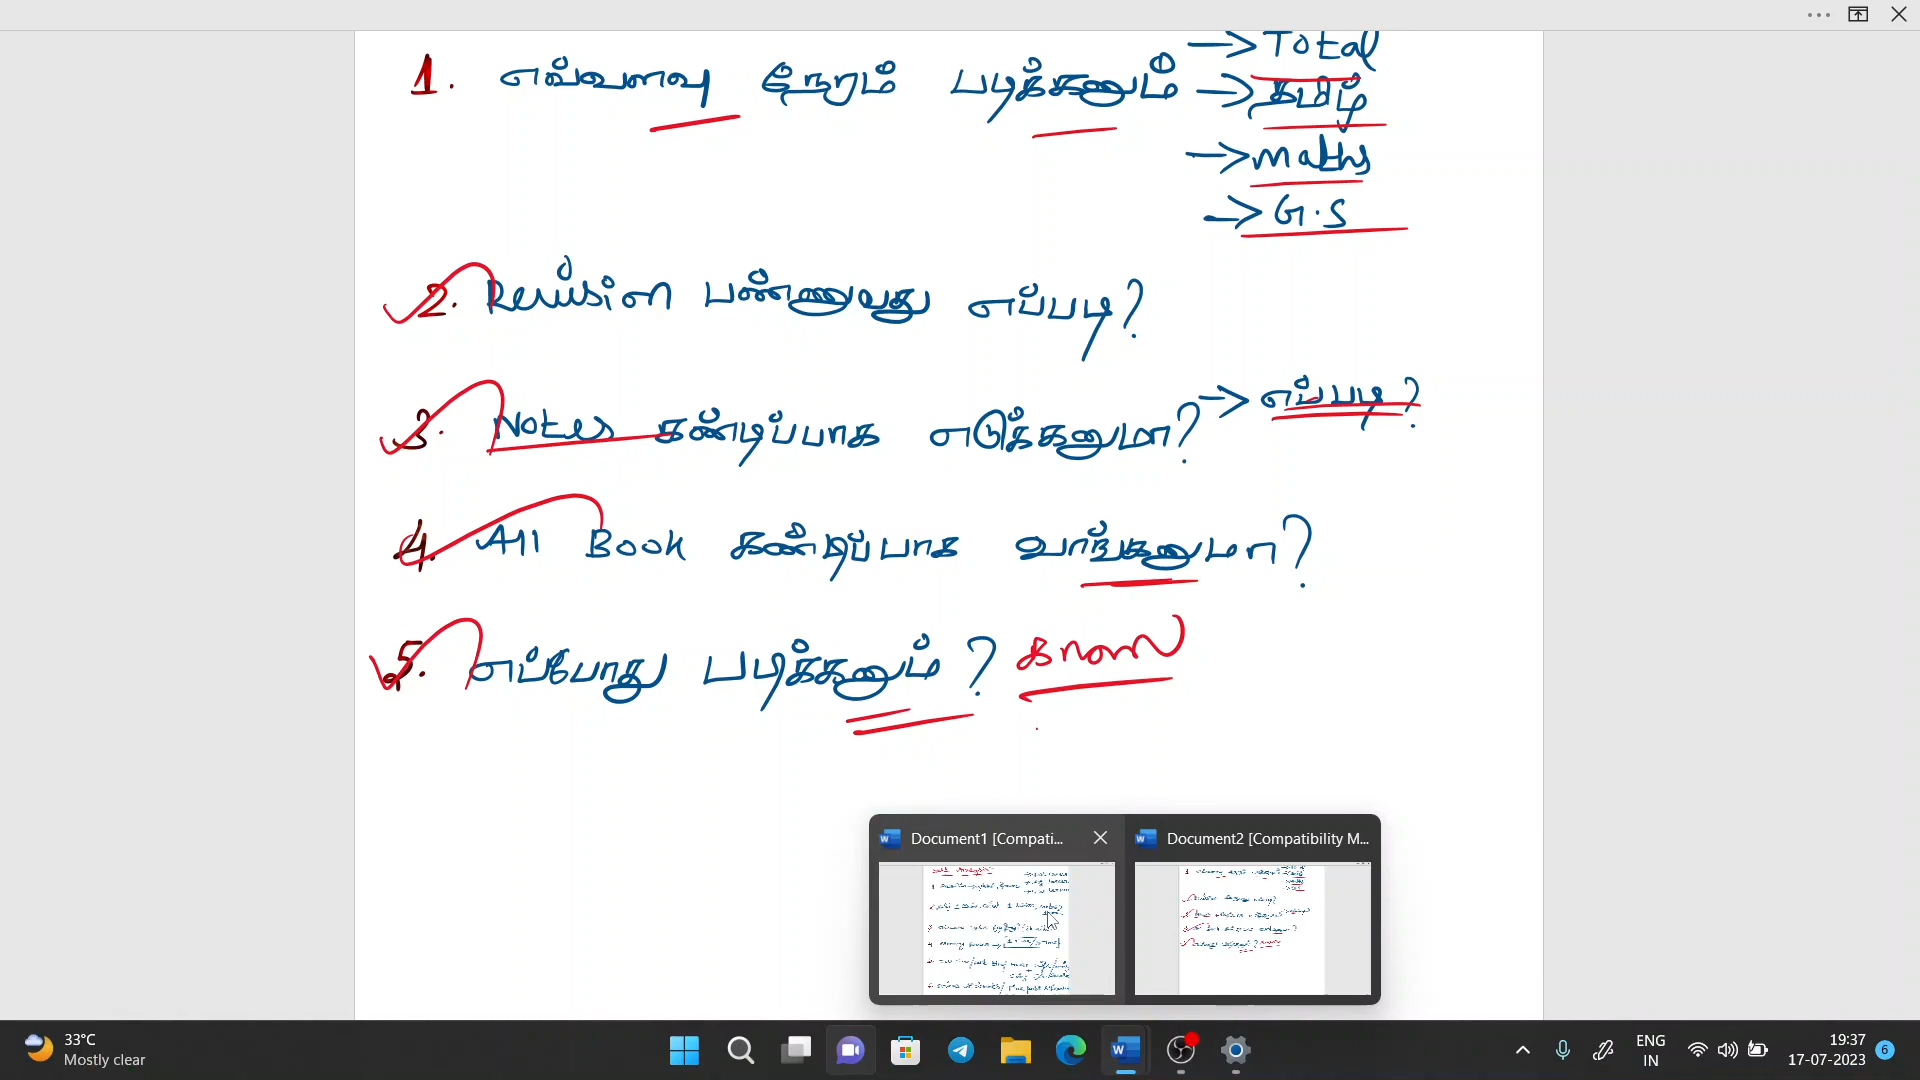 1. எவ்வளவு நேரம் படிக்கனும் → Total
→ தமிழ்
→ maths
→ G.S
2. Revision பண்னுவது எப்படி?
3. Notes கண்டிப்பாக எடுக்கனுமா? → எப்படி?
4. All Book கண்டிப்பாக வாங்கனுமா?
5. எப்போது படிக்கனும் ? காலை
Document1 [Compati...
Document2 [Compatibility M...
33°C
Mostly clear
ENG
IN
19:37
17-07-2023
6